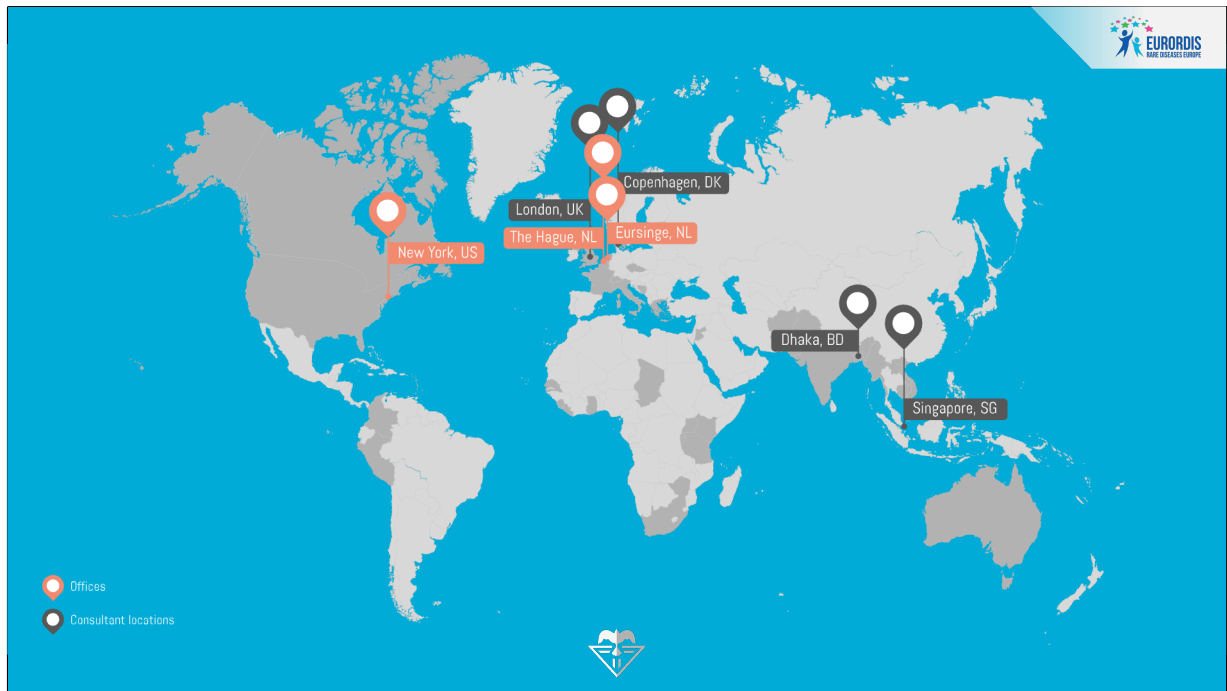 EURORDIS
RARE DISEASES EUROPE
Copenhagen, DK
London, UK
The Hague, NL
Eursinge, NL
New York, US
Dhaka, BD
Singapore, SG
Offices
Consultant locations